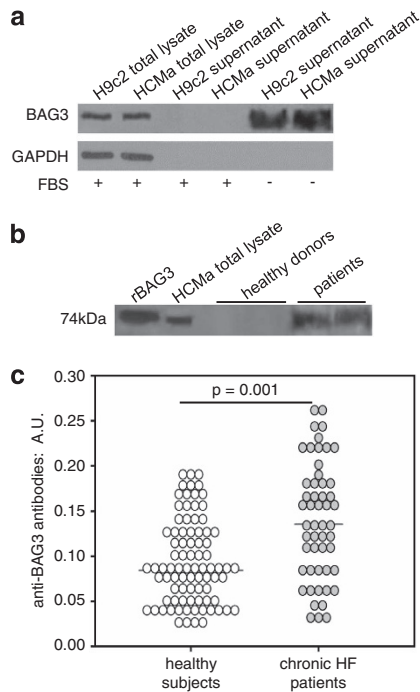 a
H9c2 total lysate
HCMa total lysate
H9c2 supernatant
HCMa supernatant
H9c2 supernatant
HCMa supernatant
BAG3
GAPDH
FBS + + + + - -
b
rBAG3
HCMa total lysate
healthy donors
patients
74kDa
c
anti-BAG3 antibodies: A.U.
0.30
0.25
0.20
0.15
0.10
0.05
0.00
p = 0.001
healthy
subjects
chronic HF
patients